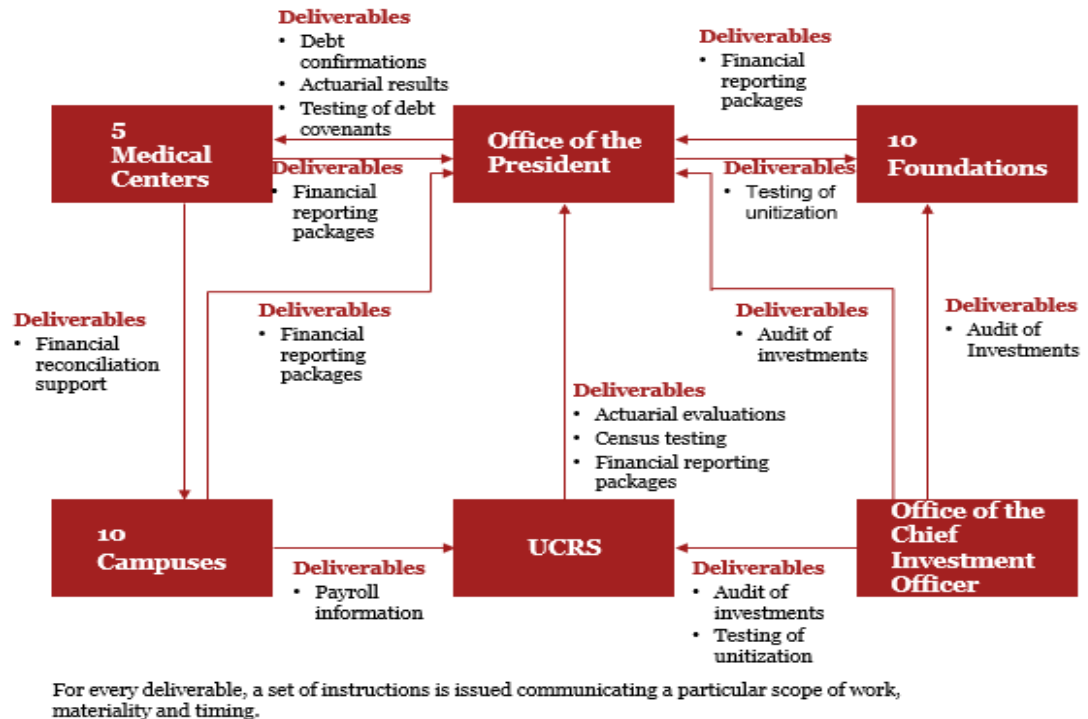 Deliverables
• Debt
confirmations
• Actuarial results
• Testing of debt
covenants
Deliverables
• Financial
reporting
packages
5
Medical
Centers
Office of the
President
10
Foundations
Deliverables
• Financial
reporting
packages
Deliverables
• Testing of
unitization
Deliverables
• Financial
reconciliation
support
Deliverables
• Financial
reporting
packages
Deliverables
• Audit of
investments
Deliverables
• Audit of
Investments
Deliverables
• Actuarial evaluations
• Census testing
• Financial reporting
packages
10
Campuses
UCRS
Office of the
Chief
Investment
Officer
Deliverables
• Payroll
information
Deliverables
• Audit of
investments
• Testing of
unitization
For every deliverable, a set of instructions is issued communicating a particular scope of work,
materiality and timing.